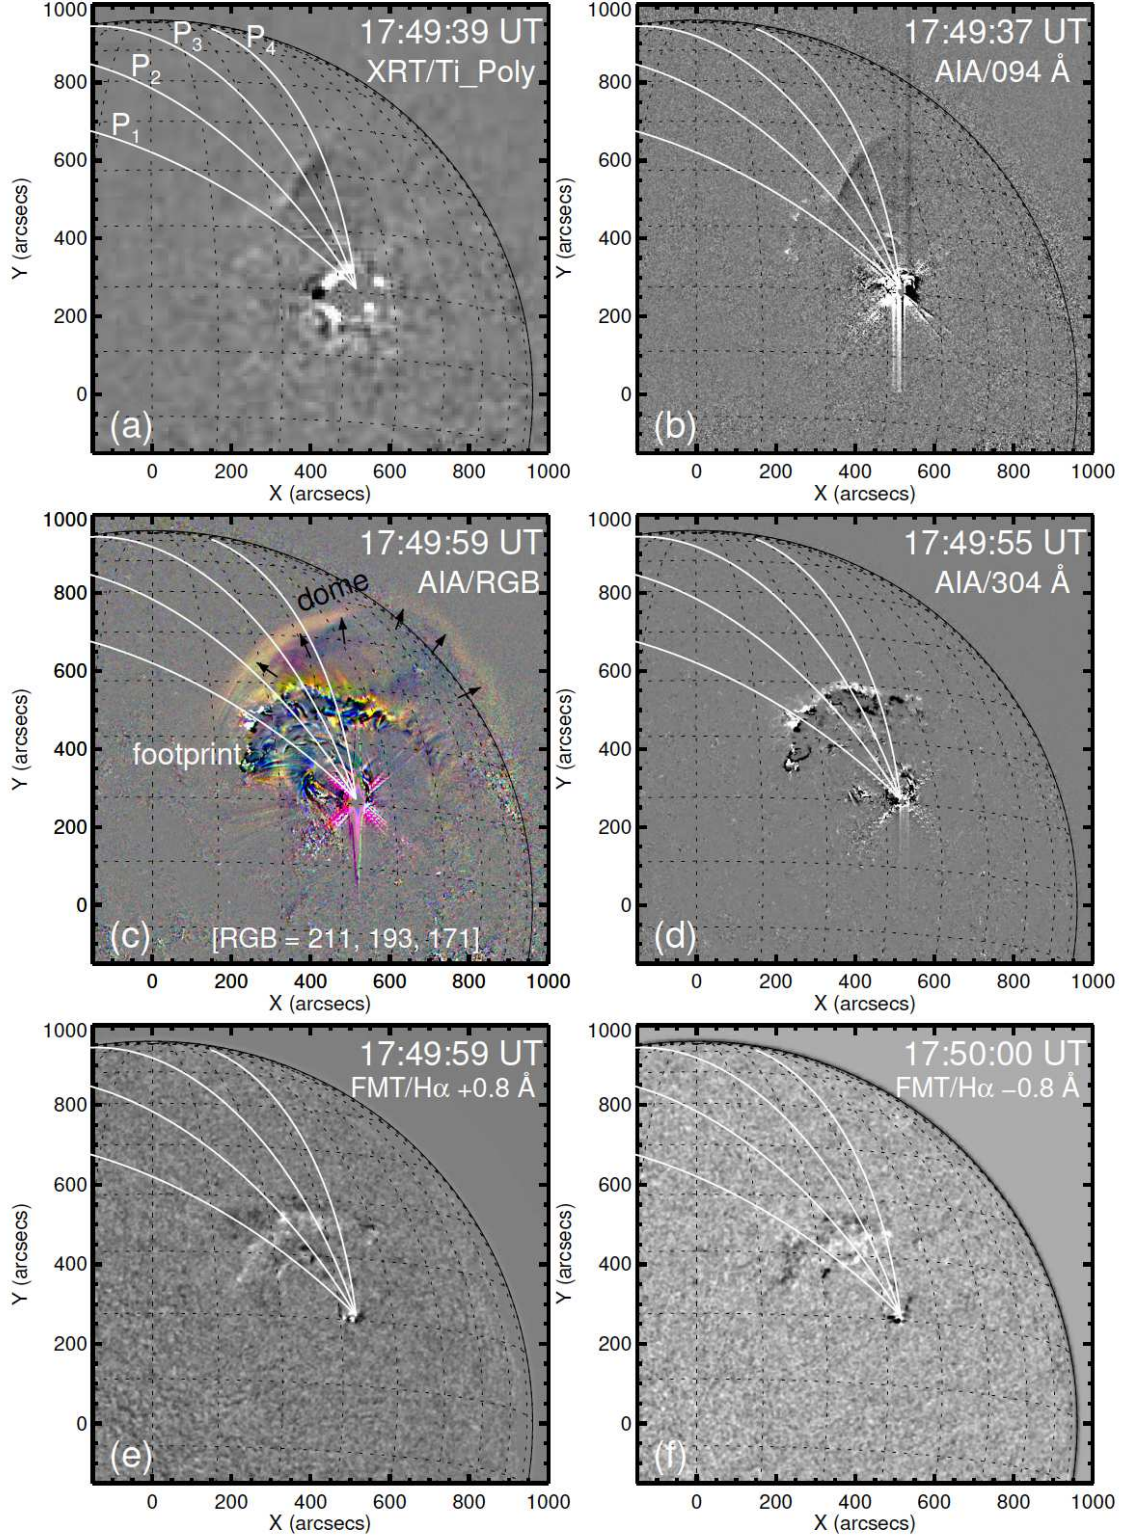 17:49:39 UT
XRT/Ti_Poly
P1
P2
P3
P4
(a)
1000
800
600
400
200
0
Y (arcsecs)
0 200 400 600 800 1000
X (arcsecs)
17:49:37 UT
AIA/094 Å
(b)
1000
800
600
400
200
0
Y (arcsecs)
0 200 400 600 800 1000
X (arcsecs)
17:49:59 UT
AIA/RGB
dome
footprint
(c)
[RGB = 211, 193, 171]
1000
800
600
400
200
0
Y (arcsecs)
0 200 400 600 800 1000
X (arcsecs)
17:49:55 UT
AIA/304 Å
(d)
1000
800
600
400
200
0
Y (arcsecs)
0 200 400 600 800 1000
X (arcsecs)
17:49:59 UT
FMT/Hα +0.8 Å
(e)
1000
800
600
400
200
0
Y (arcsecs)
0 200 400 600 800 1000
X (arcsecs)
17:50:00 UT
FMT/Hα −0.8 Å
(f)
1000
800
600
400
200
0
Y (arcsecs)
0 200 400 600 800 1000
X (arcsecs)